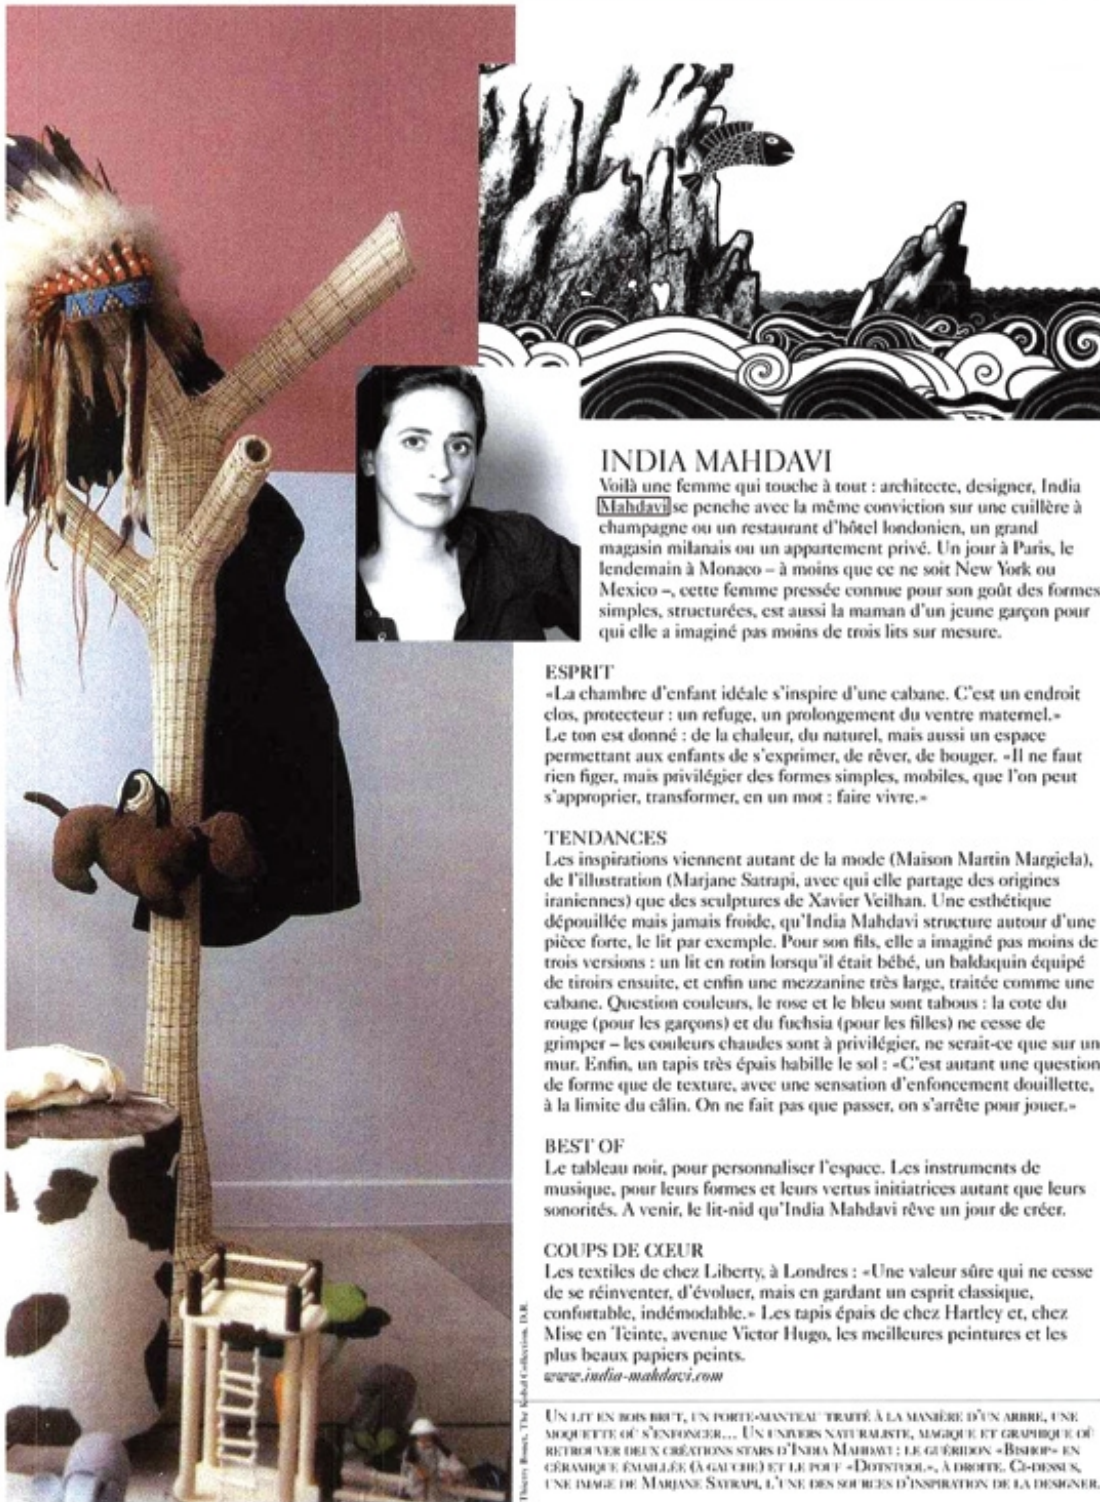 INDIA MAHDAVI
Voilà une femme qui touche à tout : architecte, designer, India
Mahdavi se penche avec la même conviction sur une cuillère à
champagne ou un restaurant d'hôtel londonien, un grand
magasin milanais ou un appartement privé. Un jour à Paris, le
lendemain à Monaco – à moins que ce ne soit New York ou
Mexico –, cette femme pressée connue pour son goût des formes
simples, structurées, est aussi la maman d'un jeune garçon pour
qui elle a imaginé pas moins de trois lits sur mesure.
ESPRIT
«La chambre d'enfant idéale s'inspire d'une cabane. C'est un endroit
clos, protecteur : un refuge, un prolongement du ventre maternel.»
Le ton est donné : de la chaleur, du naturel, mais aussi un espace
permettant aux enfants de s'exprimer, de rêver, de bouger. «Il ne faut
rien figer, mais privilégier des formes simples, mobiles, que l'on peut
s'approprier, transformer, en un mot : faire vivre.»
TENDANCES
Les inspirations viennent autant de la mode (Maison Martin Margiela),
de l'illustration (Marjane Satrapi, avec qui elle partage des origines
iraniennes) que des sculptures de Xavier Veilhan. Une esthétique
dépouillée mais jamais froide, qu'India Mahdavi structure autour d'une
pièce forte, le lit par exemple. Pour son fils, elle a imaginé pas moins de
trois versions : un lit en rotin lorsqu'il était bébé, un baldaquin équipé
de tiroirs ensuite, et enfin une mezzanine très large, traitée comme une
cabane. Question couleurs, le rose et le bleu sont tabous : la cote du
rouge (pour les garçons) et du fuchsia (pour les filles) ne cesse de
grimper – les couleurs chaudes sont à privilégier, ne serait-ce que sur un
mur. Enfin, un tapis très épais habille le sol : «C'est autant une question
de forme que de texture, avec une sensation d'enfoncement douillette,
à la limite du câlin. On ne fait pas que passer, on s'arrête pour jouer.»
BEST OF
Le tableau noir, pour personnaliser l'espace. Les instruments de
musique, pour leurs formes et leurs vertus initiatrices autant que leurs
sonorités. A venir, le lit-nid qu'India Mahdavi rêve un jour de créer.
COUPS DE CŒUR
Les textiles de chez Liberty, à Londres : «Une valeur sûre qui ne cesse
de se réinventer, d'évoluer, mais en gardant un esprit classique,
confortable, indémodable.» Les tapis épais de chez Hartley et, chez
Mise en Teinte, avenue Victor Hugo, les meilleures peintures et les
plus beaux papiers peints.
www.india-mahdavi.com
UN LIT EN BOIS BRUT, UN PORTE-MANTEAU TRAITÉ À LA MANIÈRE D'UN ARBRE, UNE
MOQUETTE OÙ S'ENFONCER... UN UNIVERS NATURALISTE, MAGIQUE ET GRAPHIQUE OÙ
RETROUVER DEUX CRÉATIONS STARS D'INDIA MAHDAVI : LE GUÉRIDON «BISHOP» EN
CÉRAMIQUE ÉMAILLÉE (À GAUCHE) ET LE POUF «DOTSTOOL», À DROITE. CI-DESSUS,
UNE IMAGE DE MARJANE SATRAPI, L'UNE DES SOURCES D'INSPIRATION DE LA DESIGNER.
Thierry Bouet, The Kobal Collection, D.R.